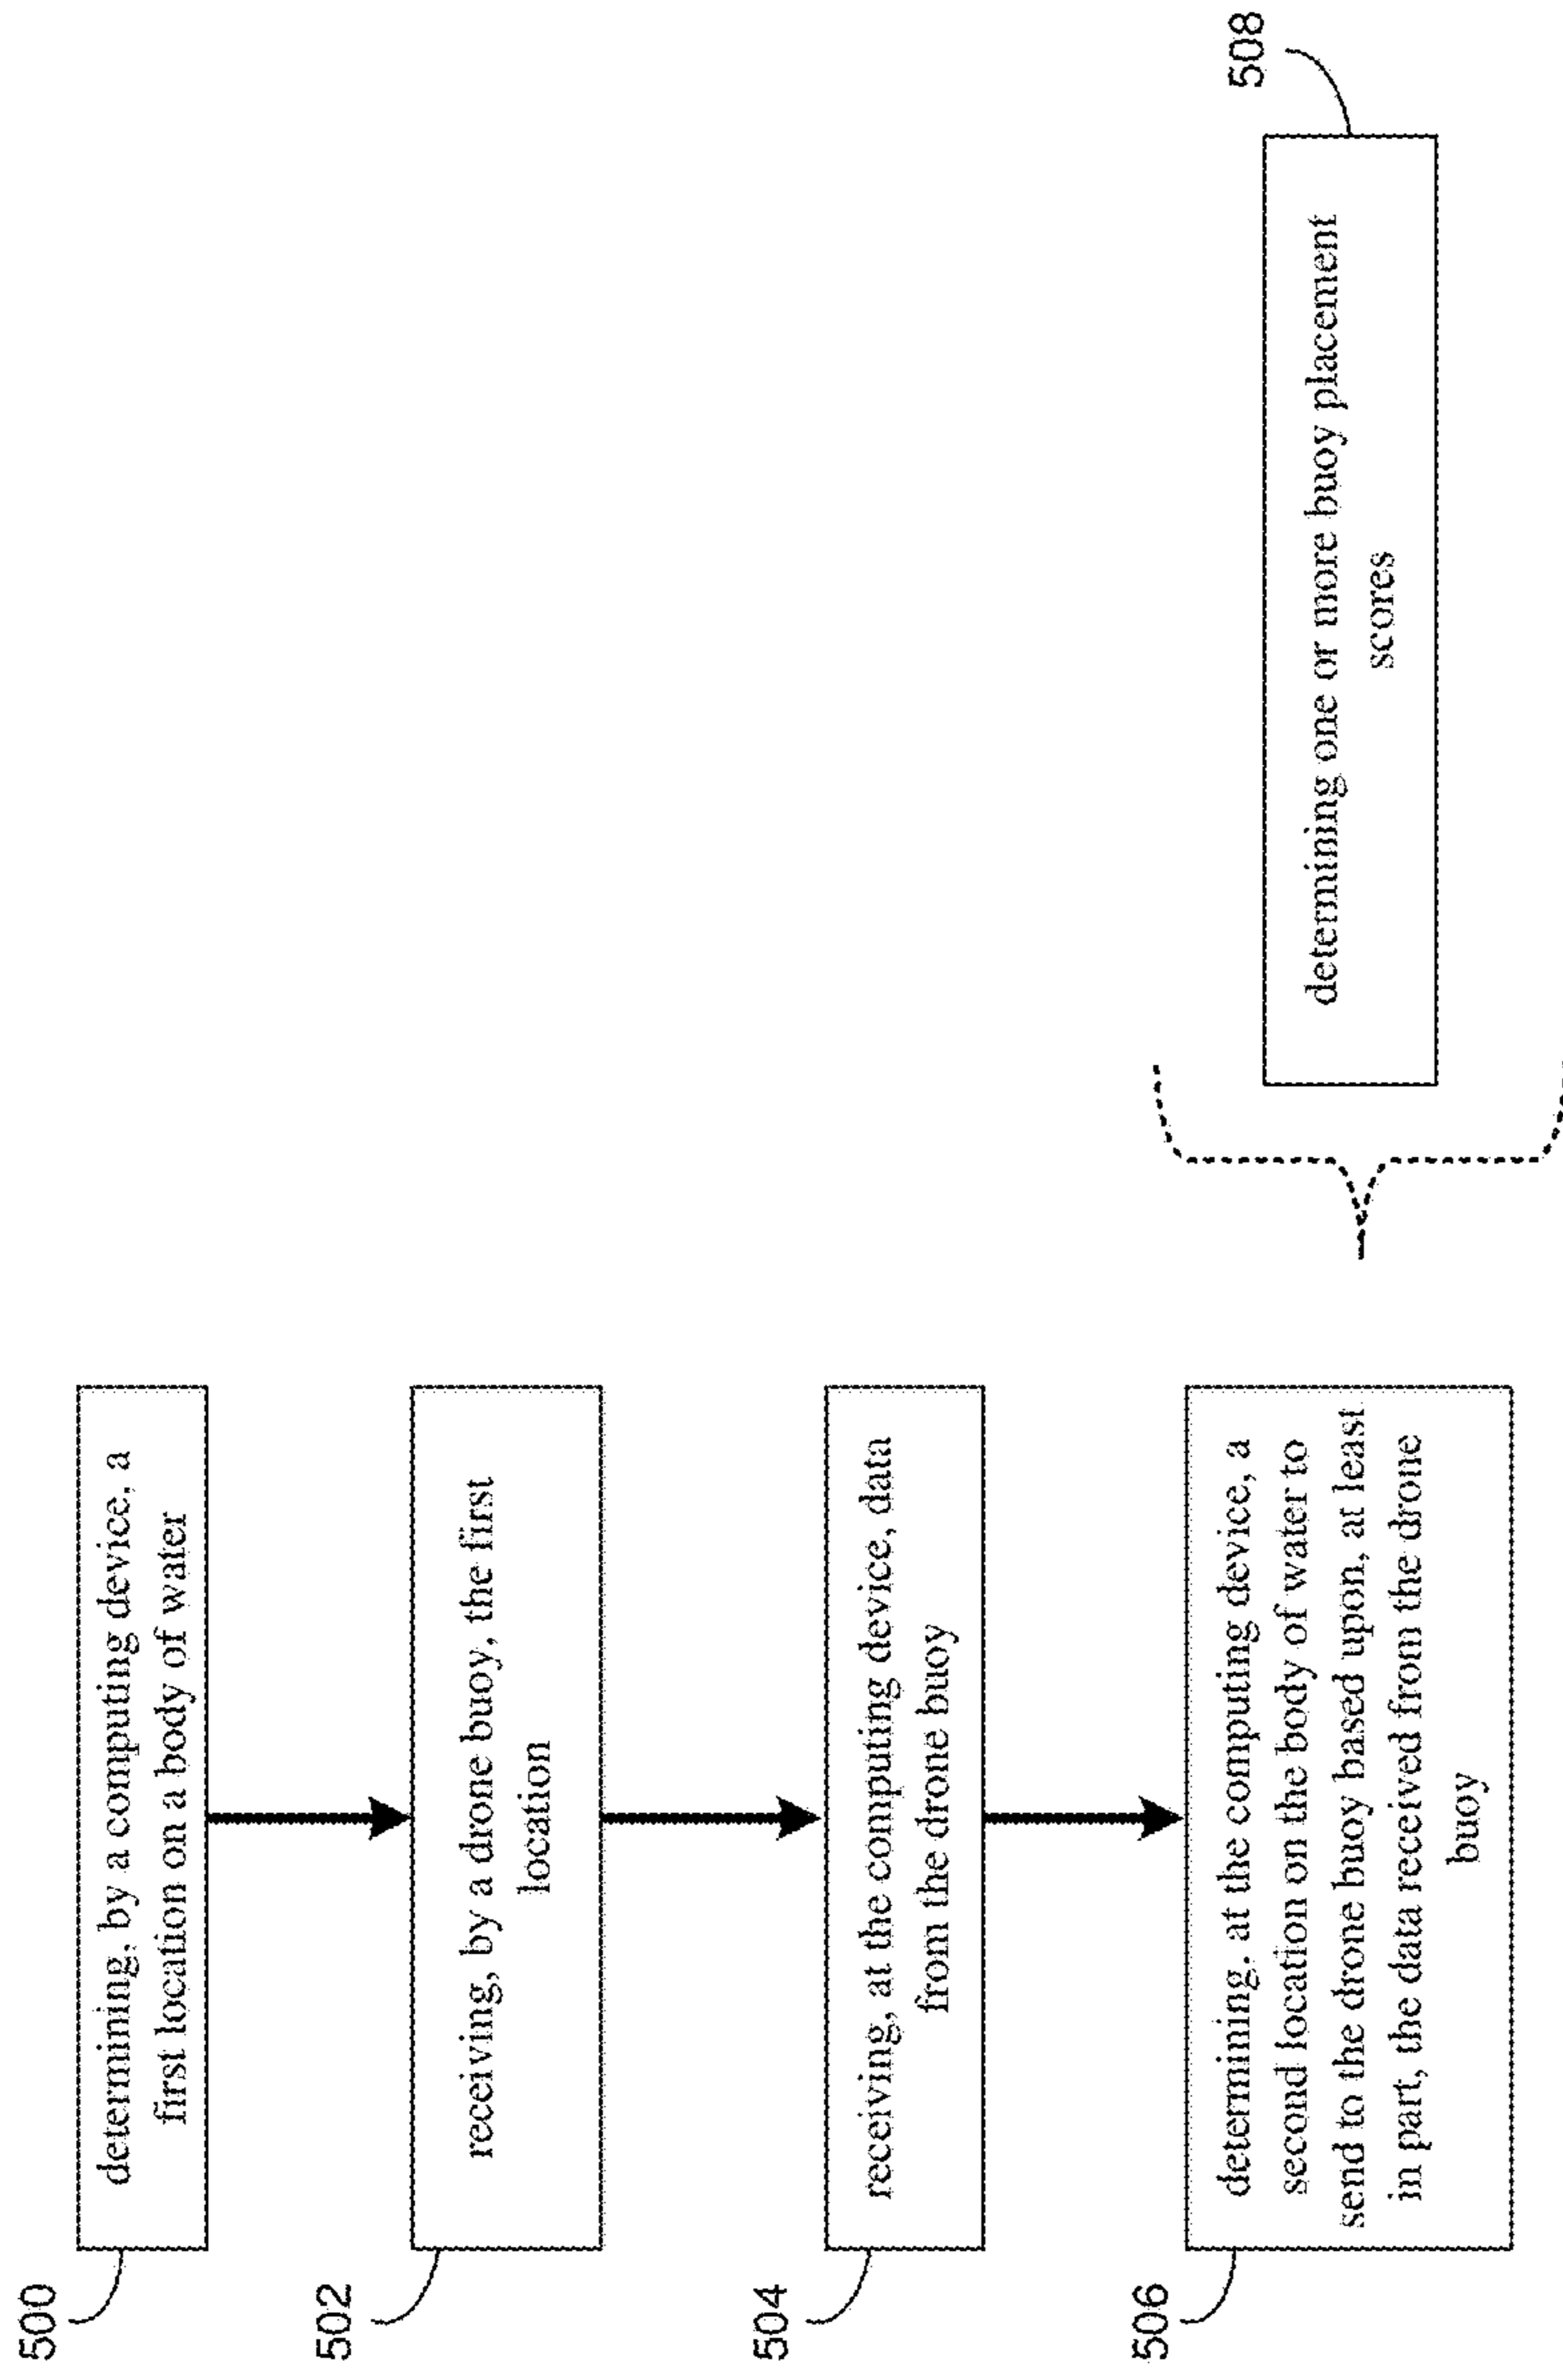 500
determining, by a computing device, a
first location on a body of water
502
receiving, by a drone buoy, the first
location
504
receiving, at the computing device, data
from the drone buoy
506
determining, at the computing device, a
second location on the body of water to
send to the drone buoy based upon, at least
in part, the data received from the drone
buoy
508
determining one or more buoy placement
scores